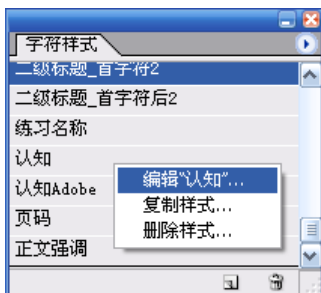 字符样式
二级标题_首字符2
二级标题_首字符后2
练习名称
认知
认知Adobe
页码
正文强调
编辑"认知"...
复制样式...
删除样式...